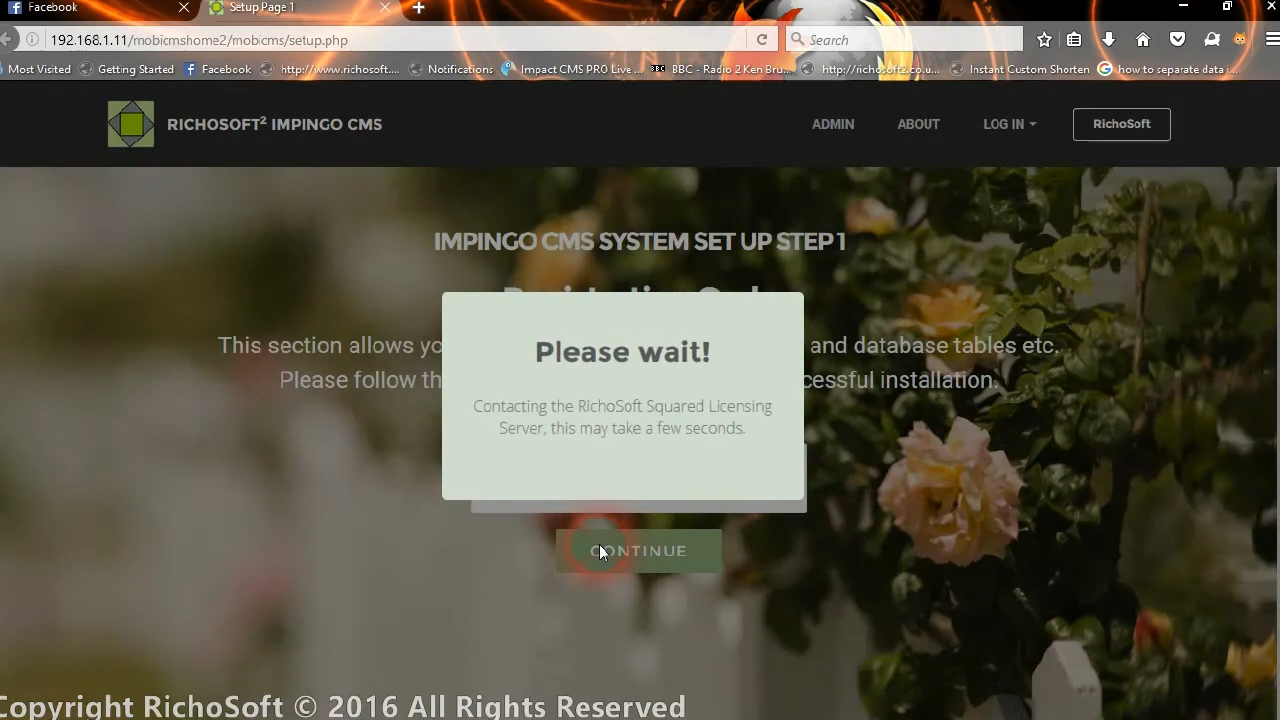 Facebook
Setup Page 1
192.168.1.11/mobicmshome2/mobicms/setup.php
Search
Most Visited
Getting Started
Facebook
http://www.richosoft....
Notifications
Impact CMS PRO Live ...
BBC
BBC - Radio 2 Ken Bru...
http://richosoft2.co.u...
Instant Custom Shorten
how to separate data i...
RICHOSOFT² IMPINGO CMS
ADMIN
ABOUT
LOG IN
RichoSoft
IMPINGO CMS SYSTEM SET UP STEP 1
This section allows yo
and database tables etc.
Please follow th
ccessful installation.
Please wait!
Contacting the RichoSoft Squared Licensing
Server, this may take a few seconds.
CONTINUE
Copyright RichoSoft © 2016 All Rights Reserved